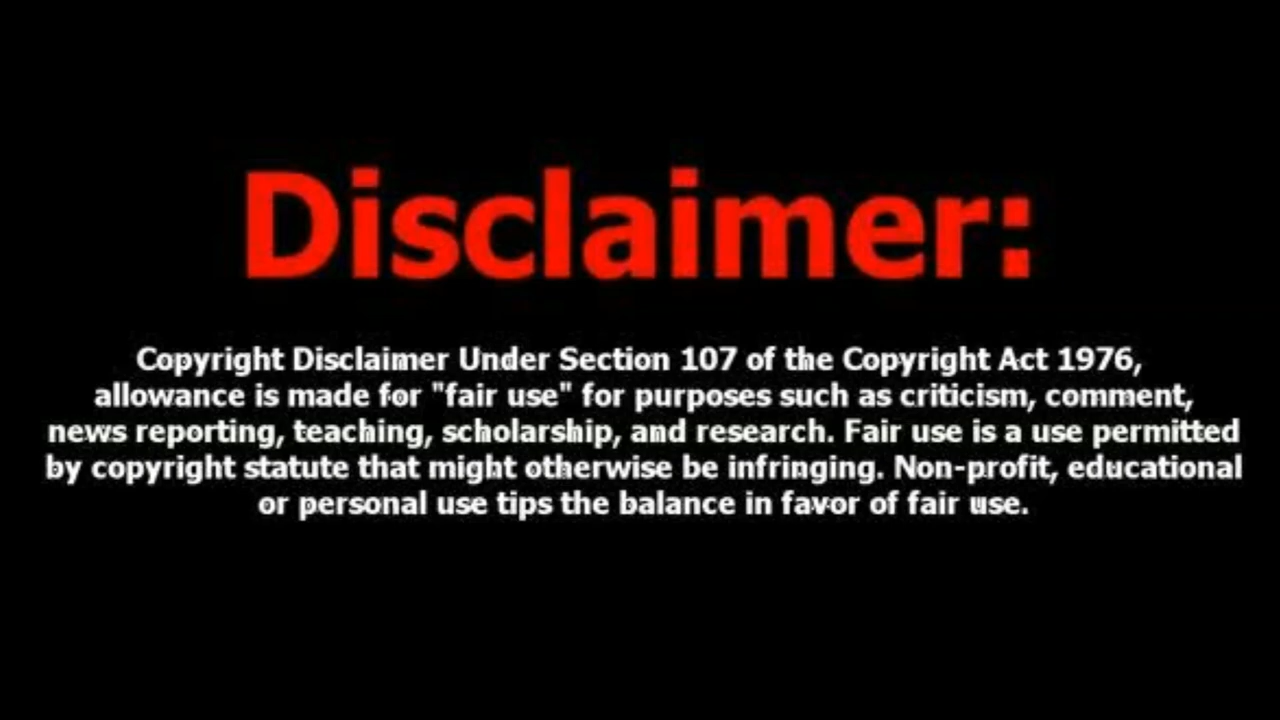 Disclaimer:
Copyright Disclaimer Under Section 107 of the Copyright Act 1976,
allowance is made for "fair use" for purposes such as criticism, comment,
news reporting, teaching, scholarship, and research. Fair use is a use permitted
by copyright statute that might otherwise be infringing. Non-profit, educational
or personal use tips the balance in favor of fair use.